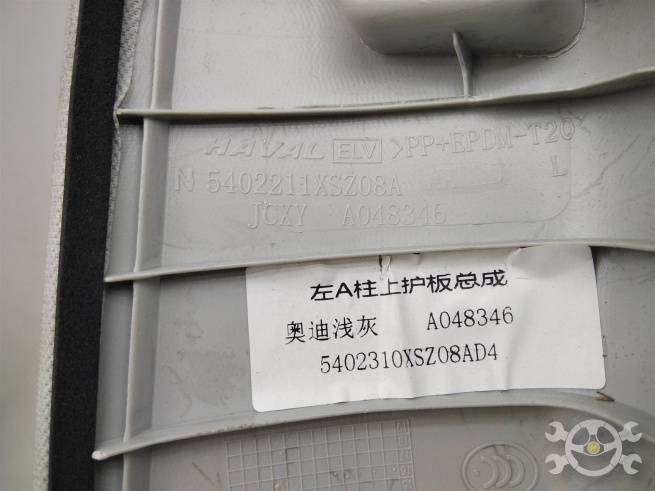 HAVAL ELV >PP+EPDM-T20<
N 5402211XSZ08A L
JCXY A048346
左A柱上护板总成
奥迪浅灰 A048346
5402310XSZ08AD4